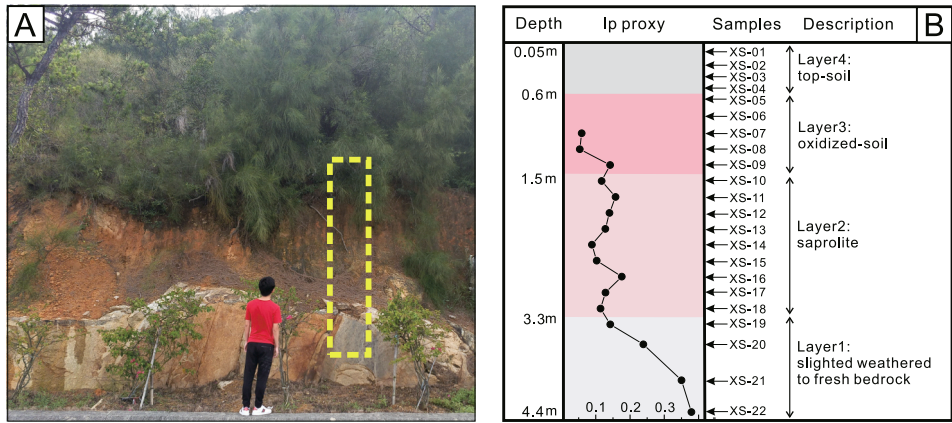 A
B
Depth Ip proxy Samples Description
0.05m
0.6m
1.5m
3.3m
4.4m
0.1 0.2 0.3
XS-01
XS-02
XS-03
XS-04
XS-05
XS-06
XS-07
XS-08
XS-09
XS-10
XS-11
XS-12
XS-13
XS-14
XS-15
XS-16
XS-17
XS-18
XS-19
XS-20
XS-21
XS-22
Layer4:
top-soil
Layer3:
oxidized-soil
Layer2:
saprolite
Layer1:
slighted weathered
to fresh bedrock